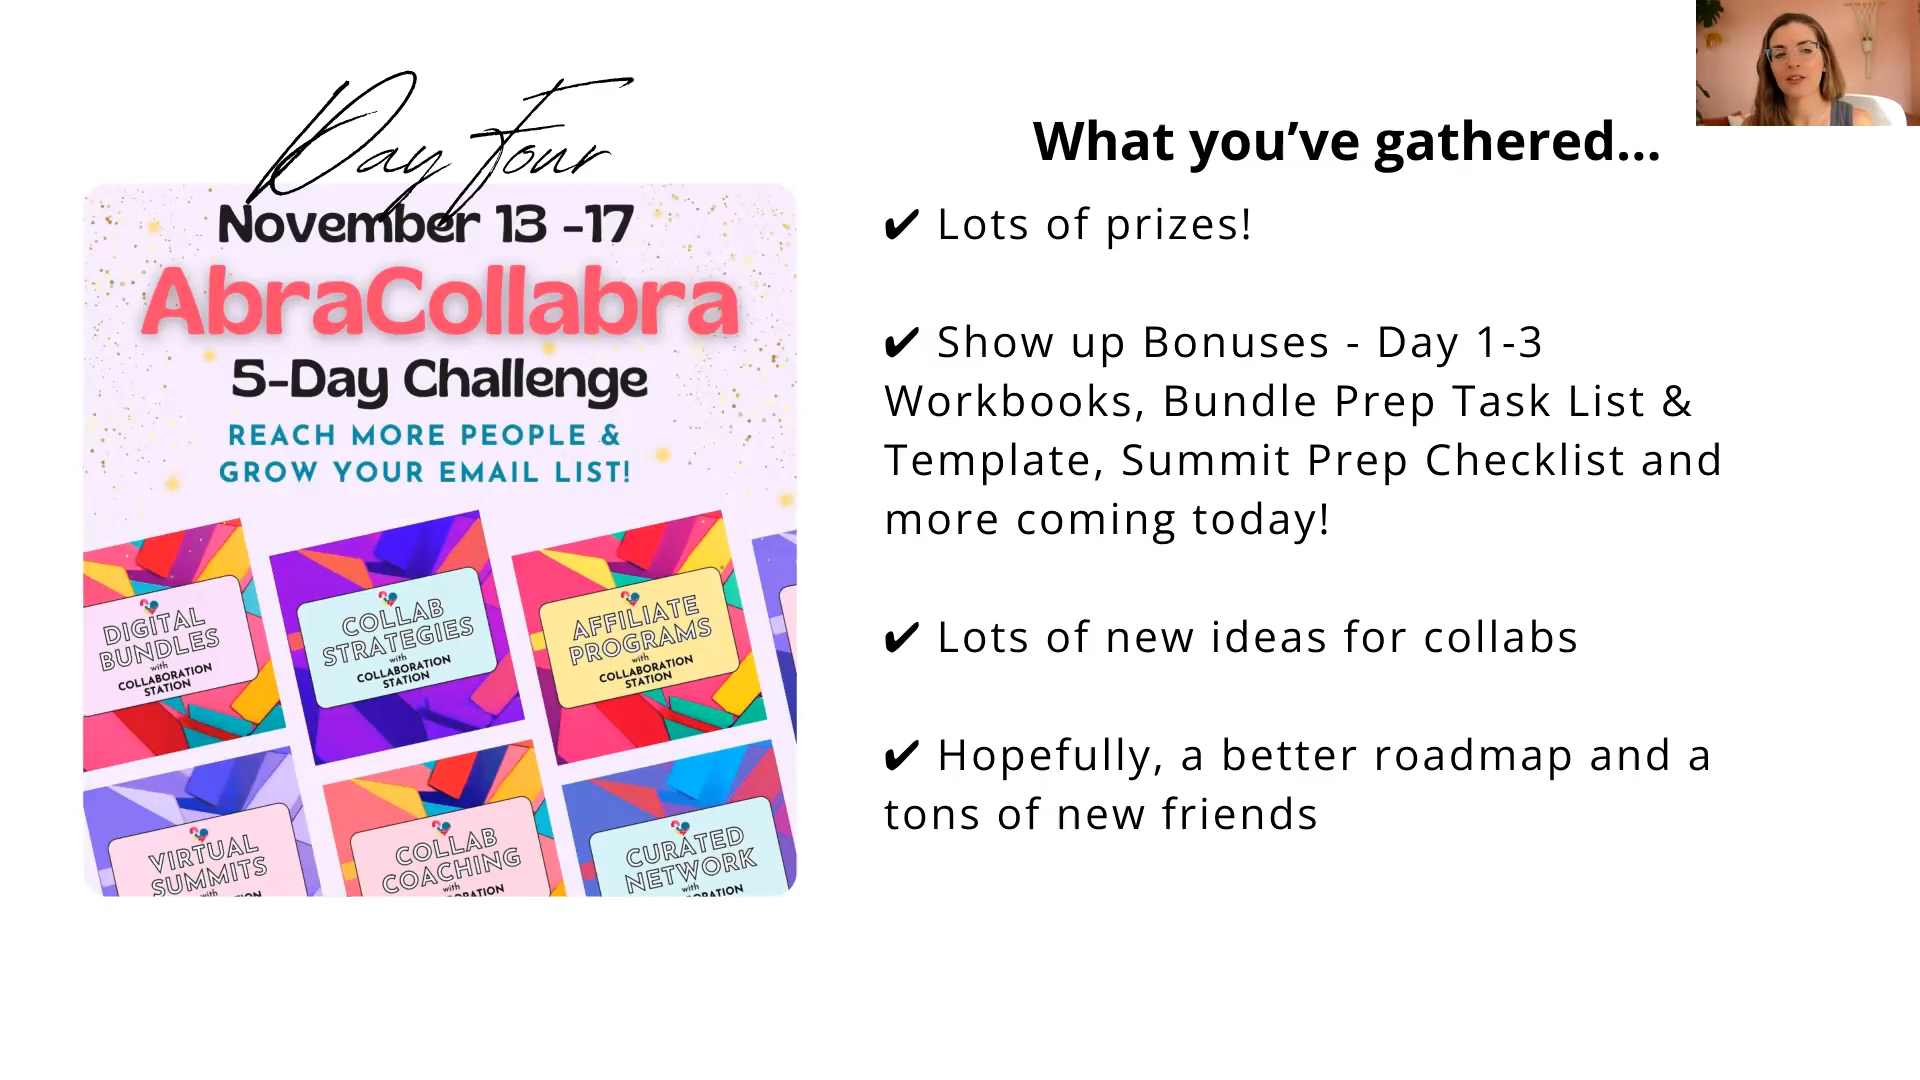 Day Four
November 13 -17
AbraCollabra
5-Day Challenge
REACH MORE PEOPLE &
GROW YOUR EMAIL LIST!
DIGITAL
BUNDLES
with
COLLABORATION
STATION
COLLAB
STRATEGIES
with
COLLABORATION
STATION
AFFILIATE
PROGRAMS
with
COLLABORATION
STATION
VIRTUAL
SUMMITS
with
COLLAB
COACHING
with
CURATED
NETWORK
with
What you’ve gathered...
✔ Lots of prizes!
✔ Show up Bonuses - Day 1-3
Workbooks, Bundle Prep Task List &
Template, Summit Prep Checklist and
more coming today!
✔ Lots of new ideas for collabs
✔ Hopefully, a better roadmap and a
tons of new friends